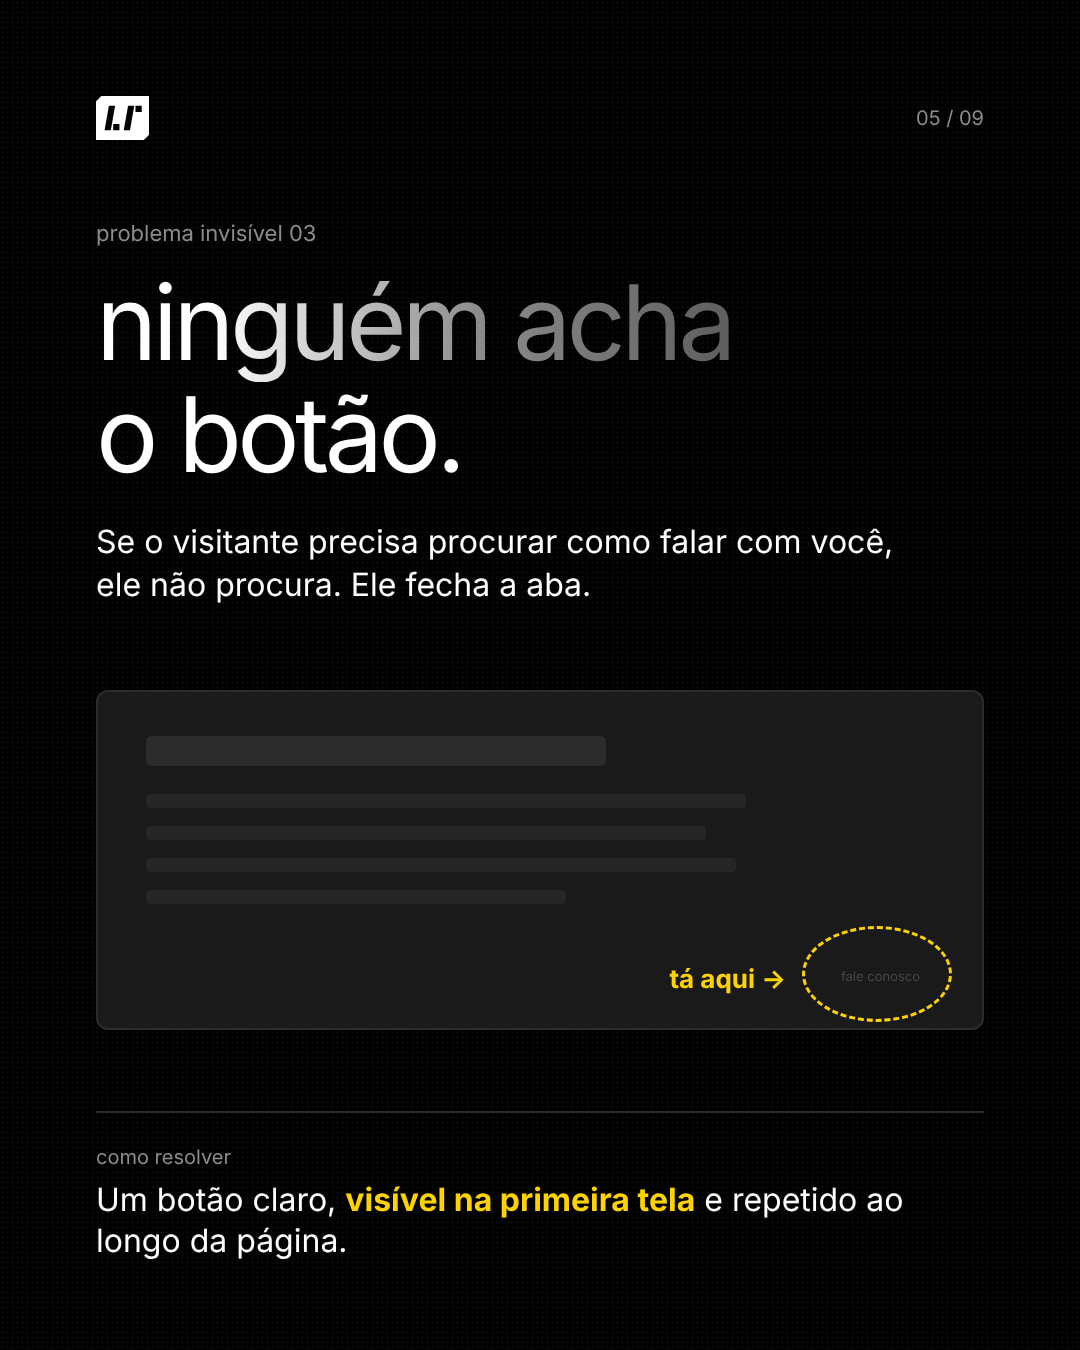 05 / 09
problema invisível 03
ninguém acha
o botão.
Se o visitante precisa procurar como falar com você,
ele não procura. Ele fecha a aba.
tá aqui →
fale conosco
como resolver
Um botão claro, visível na primeira tela e repetido ao
longo da página.